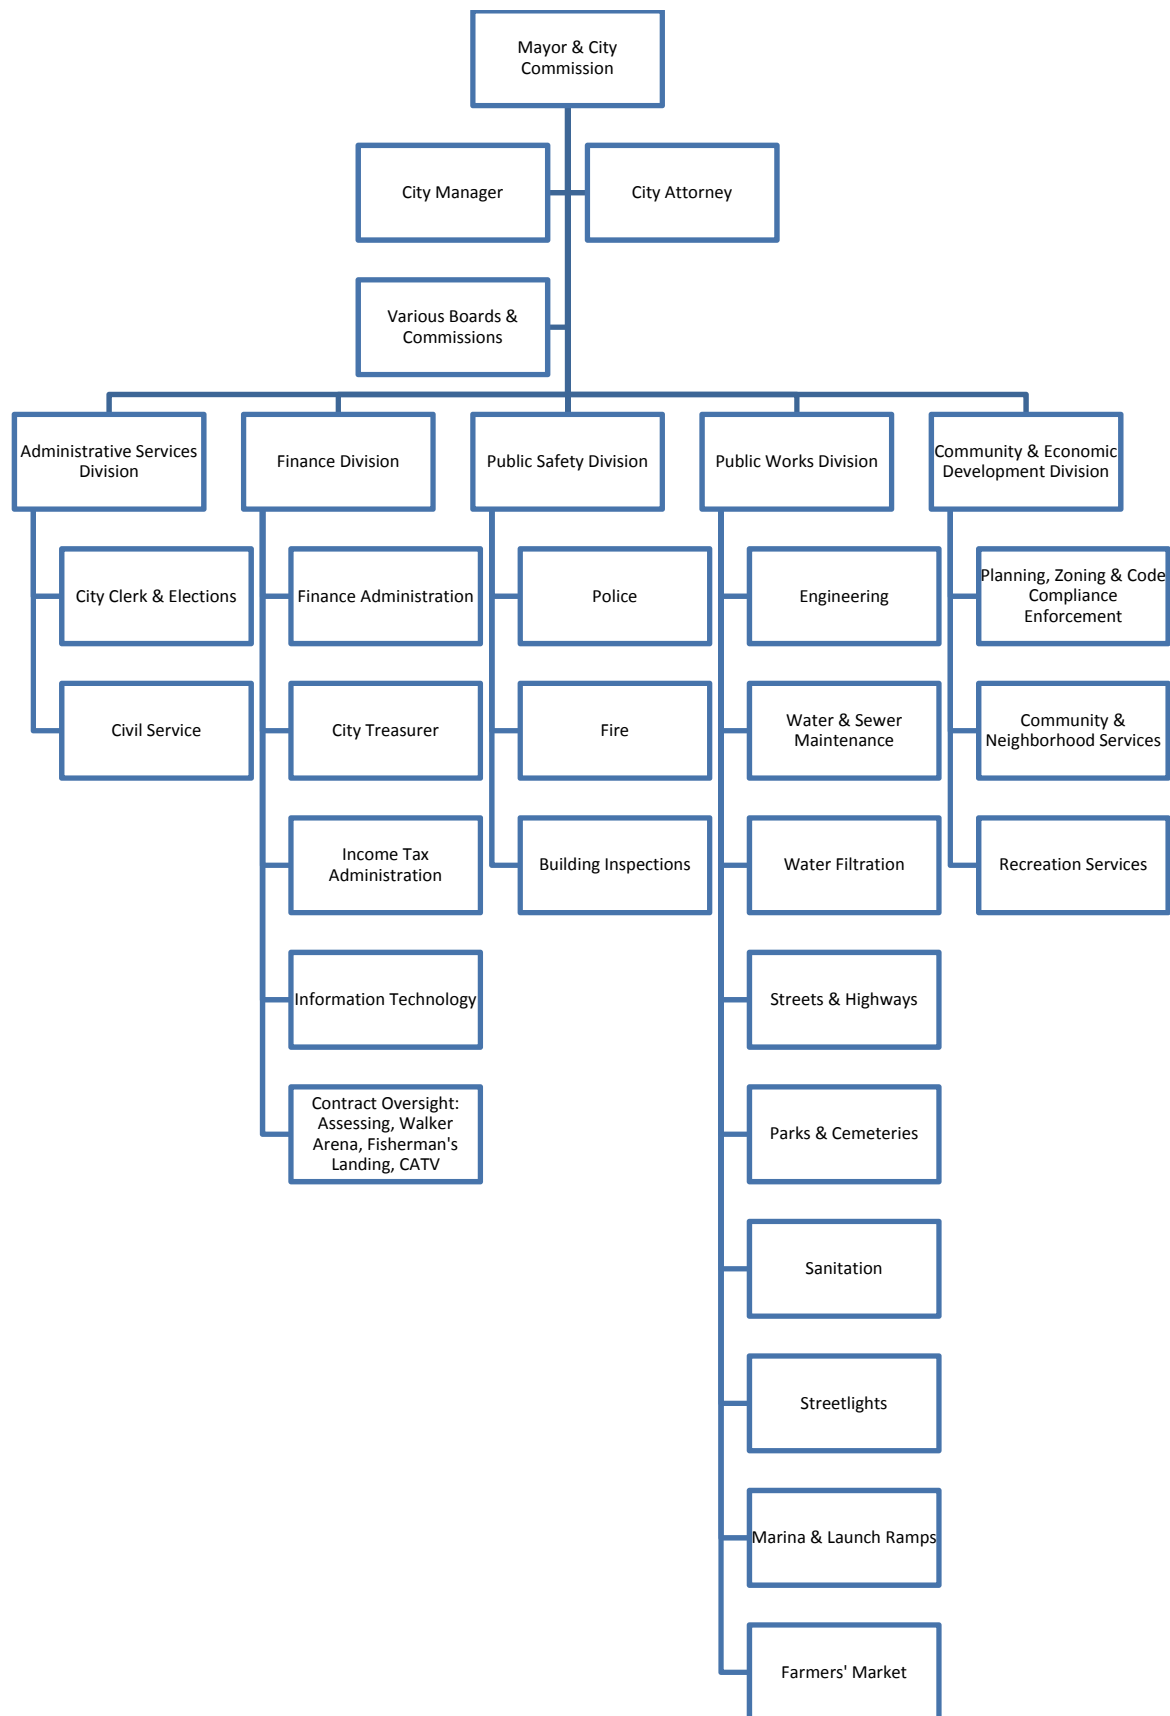 Mayor & City
Commission
City Manager
City Attorney
Various Boards &
Commissions
Administrative Services
Division
Finance Division
Public Safety Division
Public Works Division
Community & Economic
Development Division
City Clerk & Elections
Finance Administration
Police
Engineering
Planning, Zoning & Code
Compliance
Enforcement
Civil Service
City Treasurer
Fire
Water & Sewer
Maintenance
Community &
Neighborhood Services
Income Tax
Administration
Building Inspections
Water Filtration
Recreation Services
Information Technology
Streets & Highways
Contract Oversight:
Assessing, Walker
Arena, Fisherman's
Landing, CATV
Parks & Cemeteries
Sanitation
Streetlights
Marina & Launch Ramps
Farmers' Market